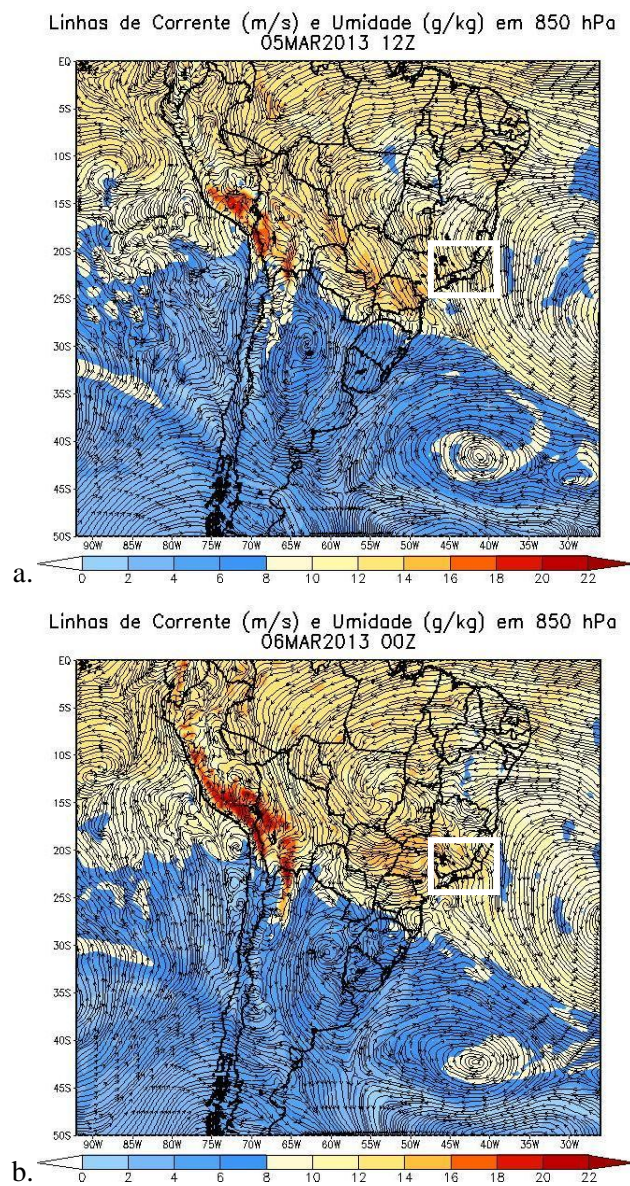 Linhas de Corrente (m/s) e Umidade (g/kg) em 850 hPa
05MAR2013 12Z
EQ
5S
10S
15S
20S
25S
30S
35S
40S
45S
50S
90W 85W 80W 75W 70W 65W 60W 55W 50W 45W 40W 35W 30W
a.
0 2 4 6 8 10 12 14 16 18 20 22
Linhas de Corrente (m/s) e Umidade (g/kg) em 850 hPa
06MAR2013 00Z
EQ
5S
10S
15S
20S
25S
30S
35S
40S
45S
50S
90W 85W 80W 75W 70W 65W 60W 55W 50W 45W 40W 35W 30W
b.
0 2 4 6 8 10 12 14 16 18 20 22